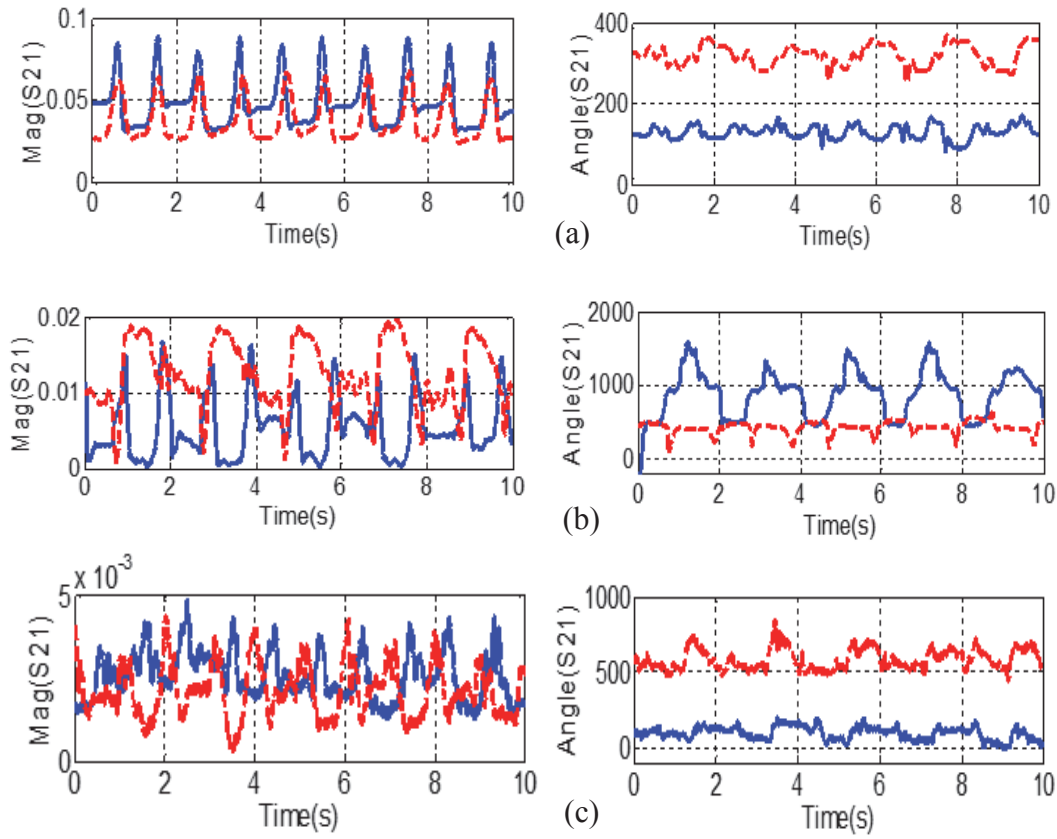 0.1
0.05
0
Mag(S21)
0 2 4 6 8 10
Time(s)
400
200
0
Angle(S21)
0 2 4 6 8 10
Time(s)
(a)
0.02
0.01
0
Mag(S21)
0 2 4 6 8 10
Time(s)
2000
1000
0
Angle(S21)
0 2 4 6 8 10
Time(s)
(b)
5 x 10⁻³
0
Mag(S21)
0 2 4 6 8 10
Time(s)
1000
500
0
Angle(S21)
0 2 4 6 8 10
Time(s)
(c)